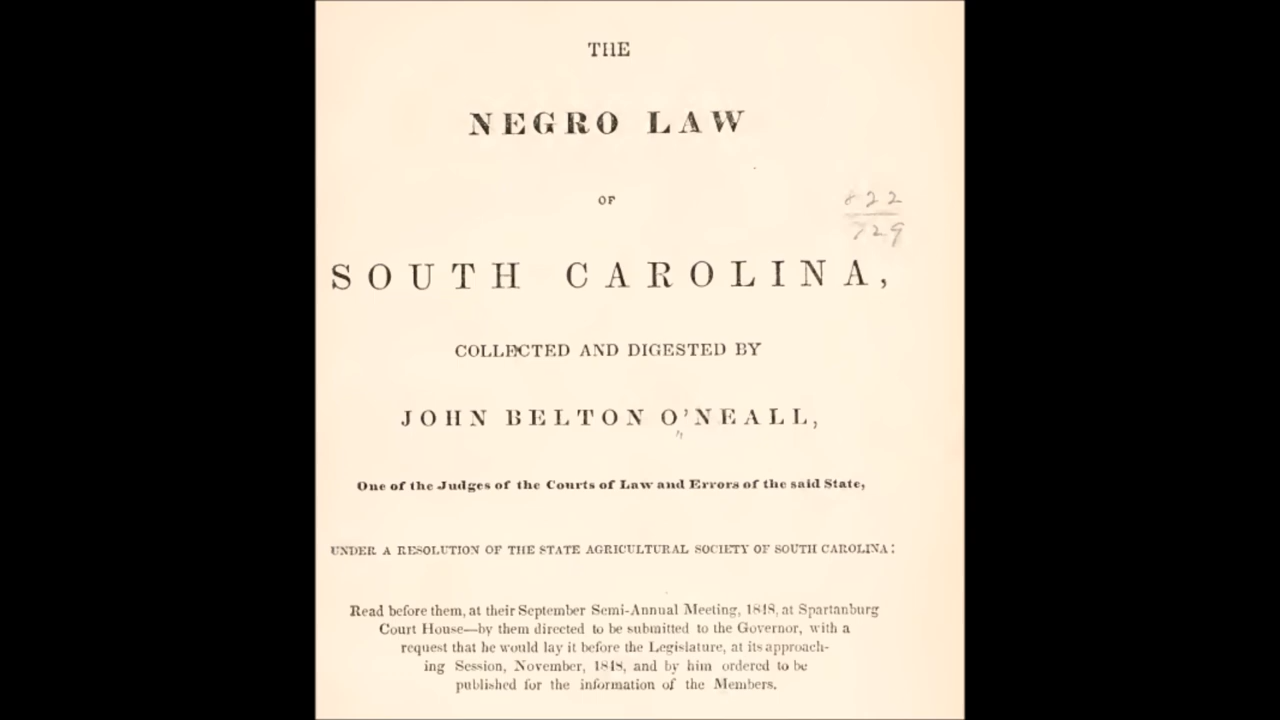 THE
NEGRO LAW
OF
822
729
SOUTH CAROLINA,
COLLECTED AND DIGESTED BY
JOHN BELTON O'NEALL,
One of the Judges of the Courts of Law and Errors of the said State,
UNDER A RESOLUTION OF THE STATE AGRICULTURAL SOCIETY OF SOUTH CAROLINA:
Read before them, at their September Semi-Annual Meeting, 1848, at Spartanburg
Court House—by them directed to be submitted to the Governor, with a
request that he would lay it before the Legislature, at its approach-
ing Session, November, 1848, and by him ordered to be
published for the information of the Members.